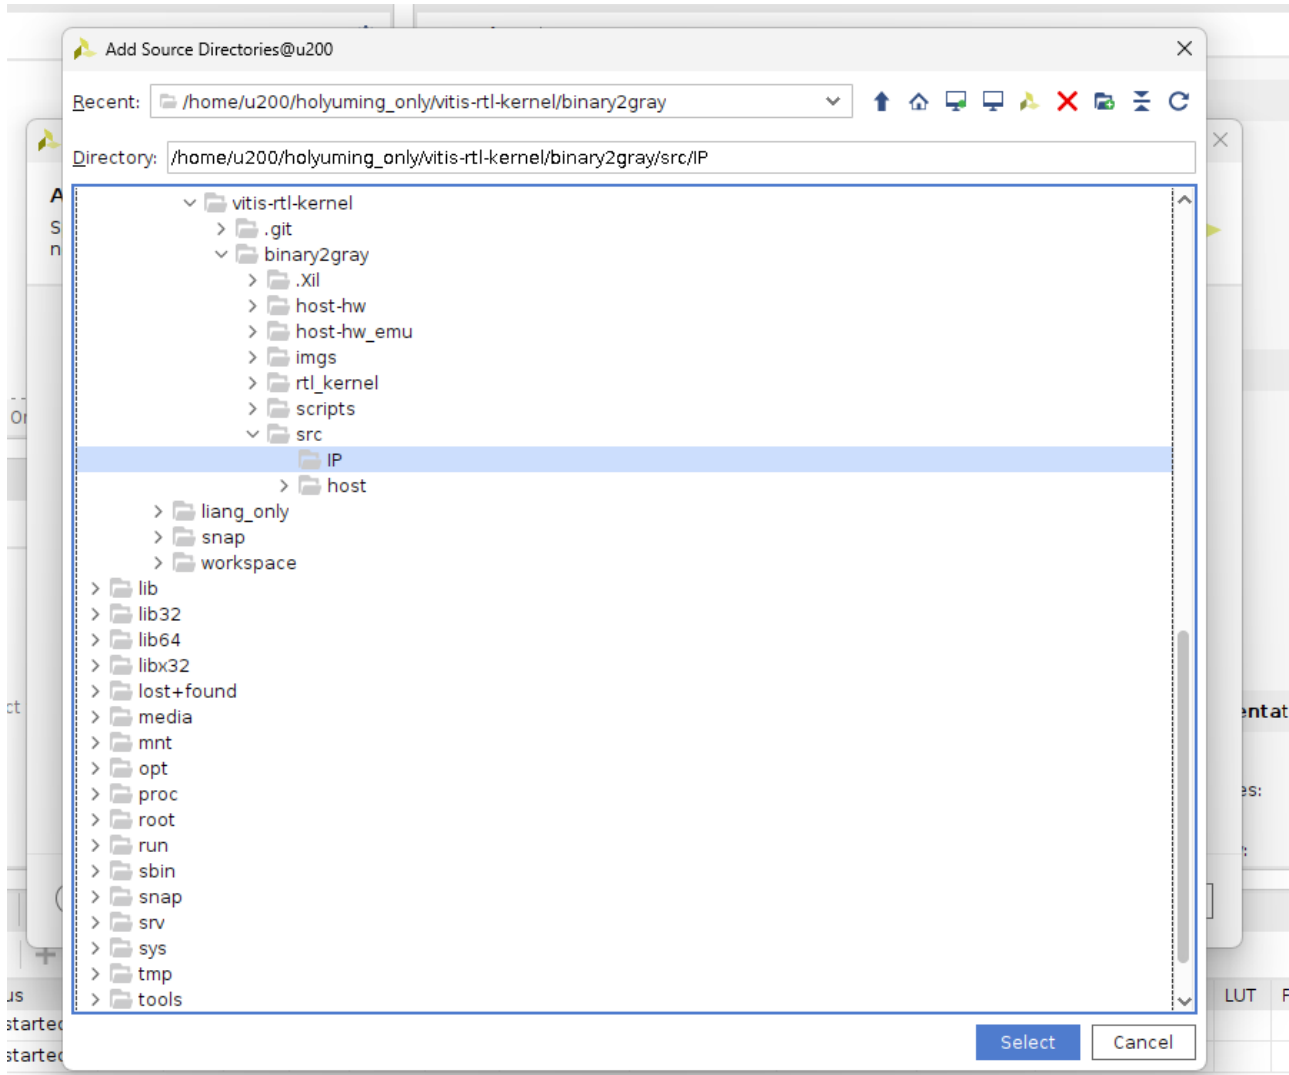 Add Source Directories@u200
Recent: /home/u200/holyuming_only/vitis-rtl-kernel/binary2gray
Directory: /home/u200/holyuming_only/vitis-rtl-kernel/binary2gray/src/IP
vitis-rtl-kernel
.git
binary2gray
.Xil
host-hw
host-hw_emu
imgs
rtl_kernel
scripts
src
IP
host
liang_only
snap
workspace
lib
lib32
lib64
libx32
lost+found
media
mnt
opt
proc
root
run
sbin
snap
srv
sys
tmp
tools
LUT
Select
Cancel